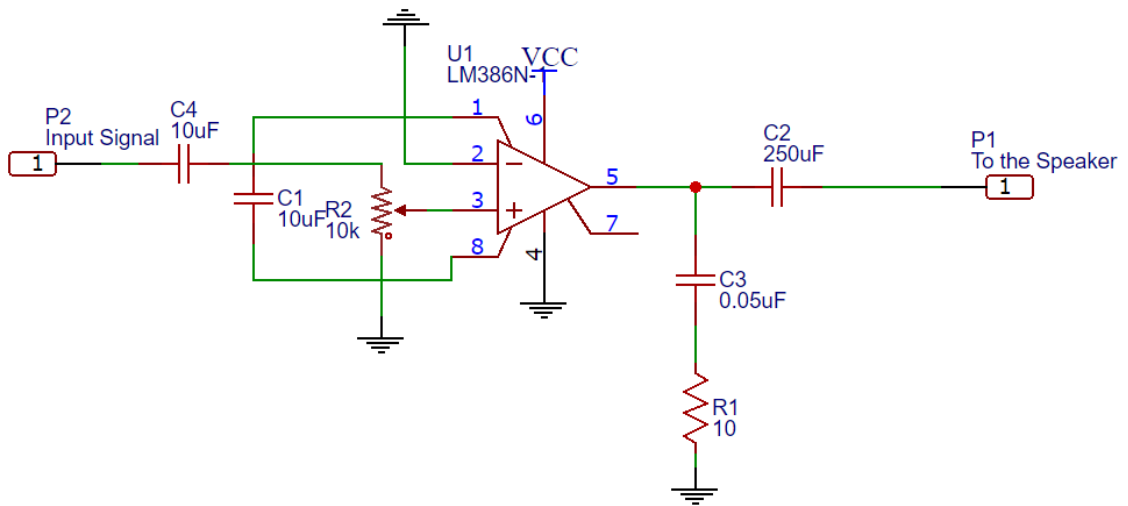 U1
VCC
LM386N-1
P2
Input Signal
1
C4
10uF
C1
10uF
R2
10k
1
2
3
8
6
4
5
7
C2
250uF
P1
To the Speaker
1
C3
0.05uF
R1
10